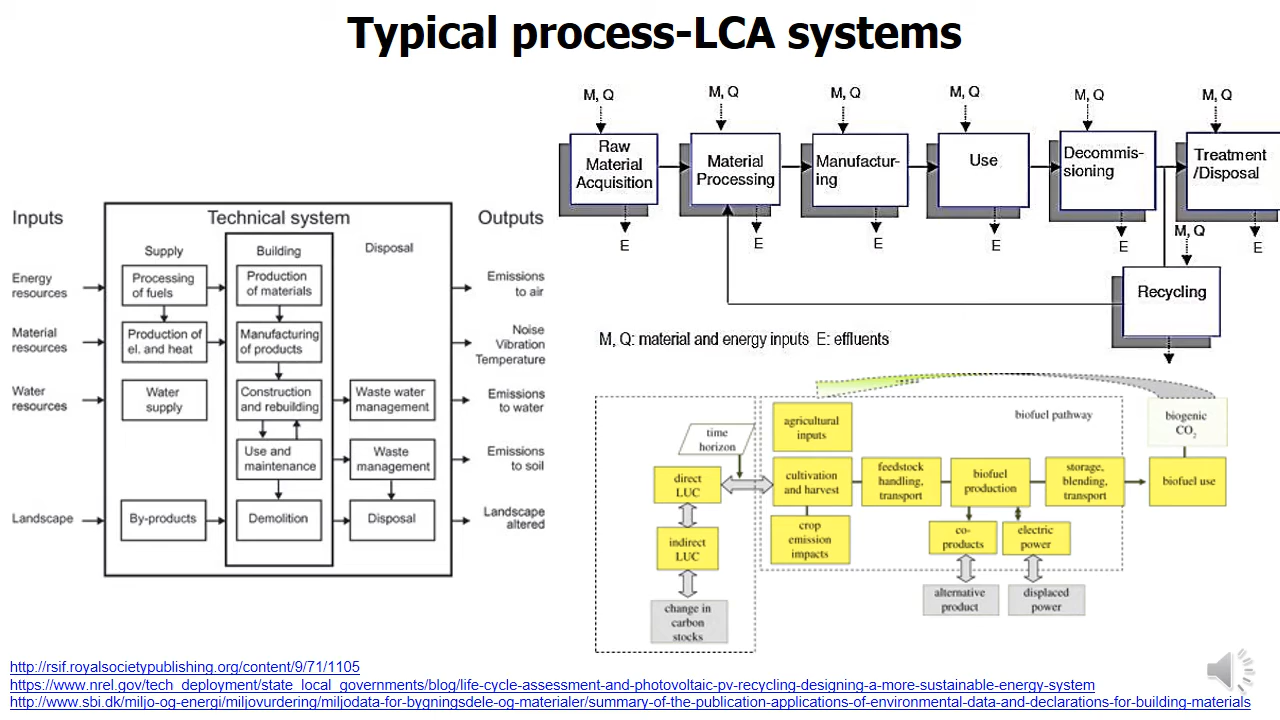 Typical process-LCA systems
Inputs
Technical system
Outputs
Supply
Building
Disposal
Energy
resources
Processing
of fuels
Production
of materials
Emissions
to air
Material
resources
Production of
el. and heat
Manufacturing
of products
Noise
Vibration
Temperature
Water
resources
Water
supply
Construction
and rebuilding
Waste water
management
Emissions
to water
Use and
maintenance
Waste
management
Emissions
to soil
Landscape
By-products
Demolition
Disposal
Landscape
altered
M, Q
M, Q
M, Q
M, Q
M, Q
M, Q
Raw
Material
Acquisition
Material
Processing
Manufactur-
ing
Use
Decommis-
sioning
Treatment
/Disposal
E
E
E
E
E
E
M, Q
Recycling
M, Q: material and energy inputs E: effluents
time
horizon
agricultural
inputs
biofuel pathway
biogenic
CO2
direct
LUC
cultivation
and harvest
feedstock
handling,
transport
biofuel
production
storage,
blending,
transport
biofuel use
indirect
LUC
crop
emission
impacts
co-
products
electric
power
change in
carbon
stocks
alternative
product
displaced
power
http://rsif.royalsocietypublishing.org/content/9/71/1105
https://www.nrel.gov/tech_deployment/state_local_governments/blog/life-cycle-assessment-and-photovoltaic-pv-recycling-designing-a-more-sustainable-energy-system
http://www.sbi.dk/miljo-og-energi/miljovurdering/miljodata-for-bygningsdele-og-materialer/summary-of-the-publication-applications-of-environmental-data-and-declarations-for-building-materials